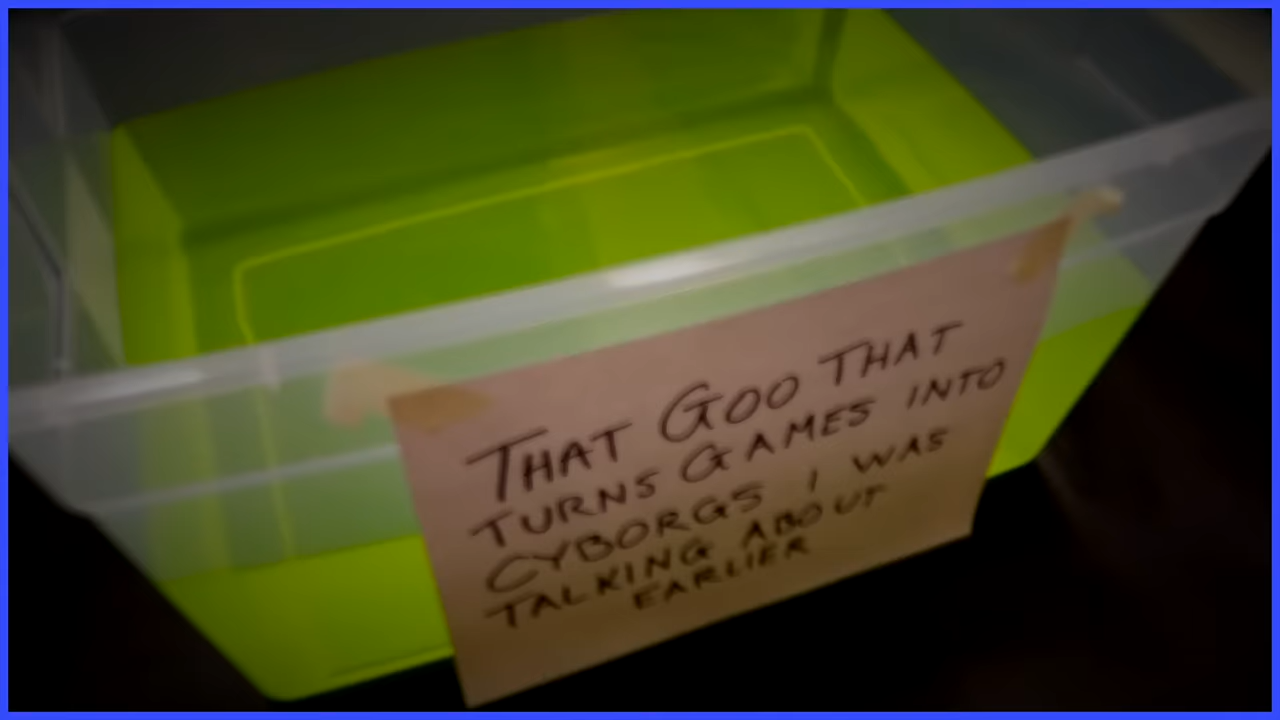 THAT GOO THAT
TURNS GAMES INTO
CYBORGS I WAS
TALKING ABOUT
EARLIER